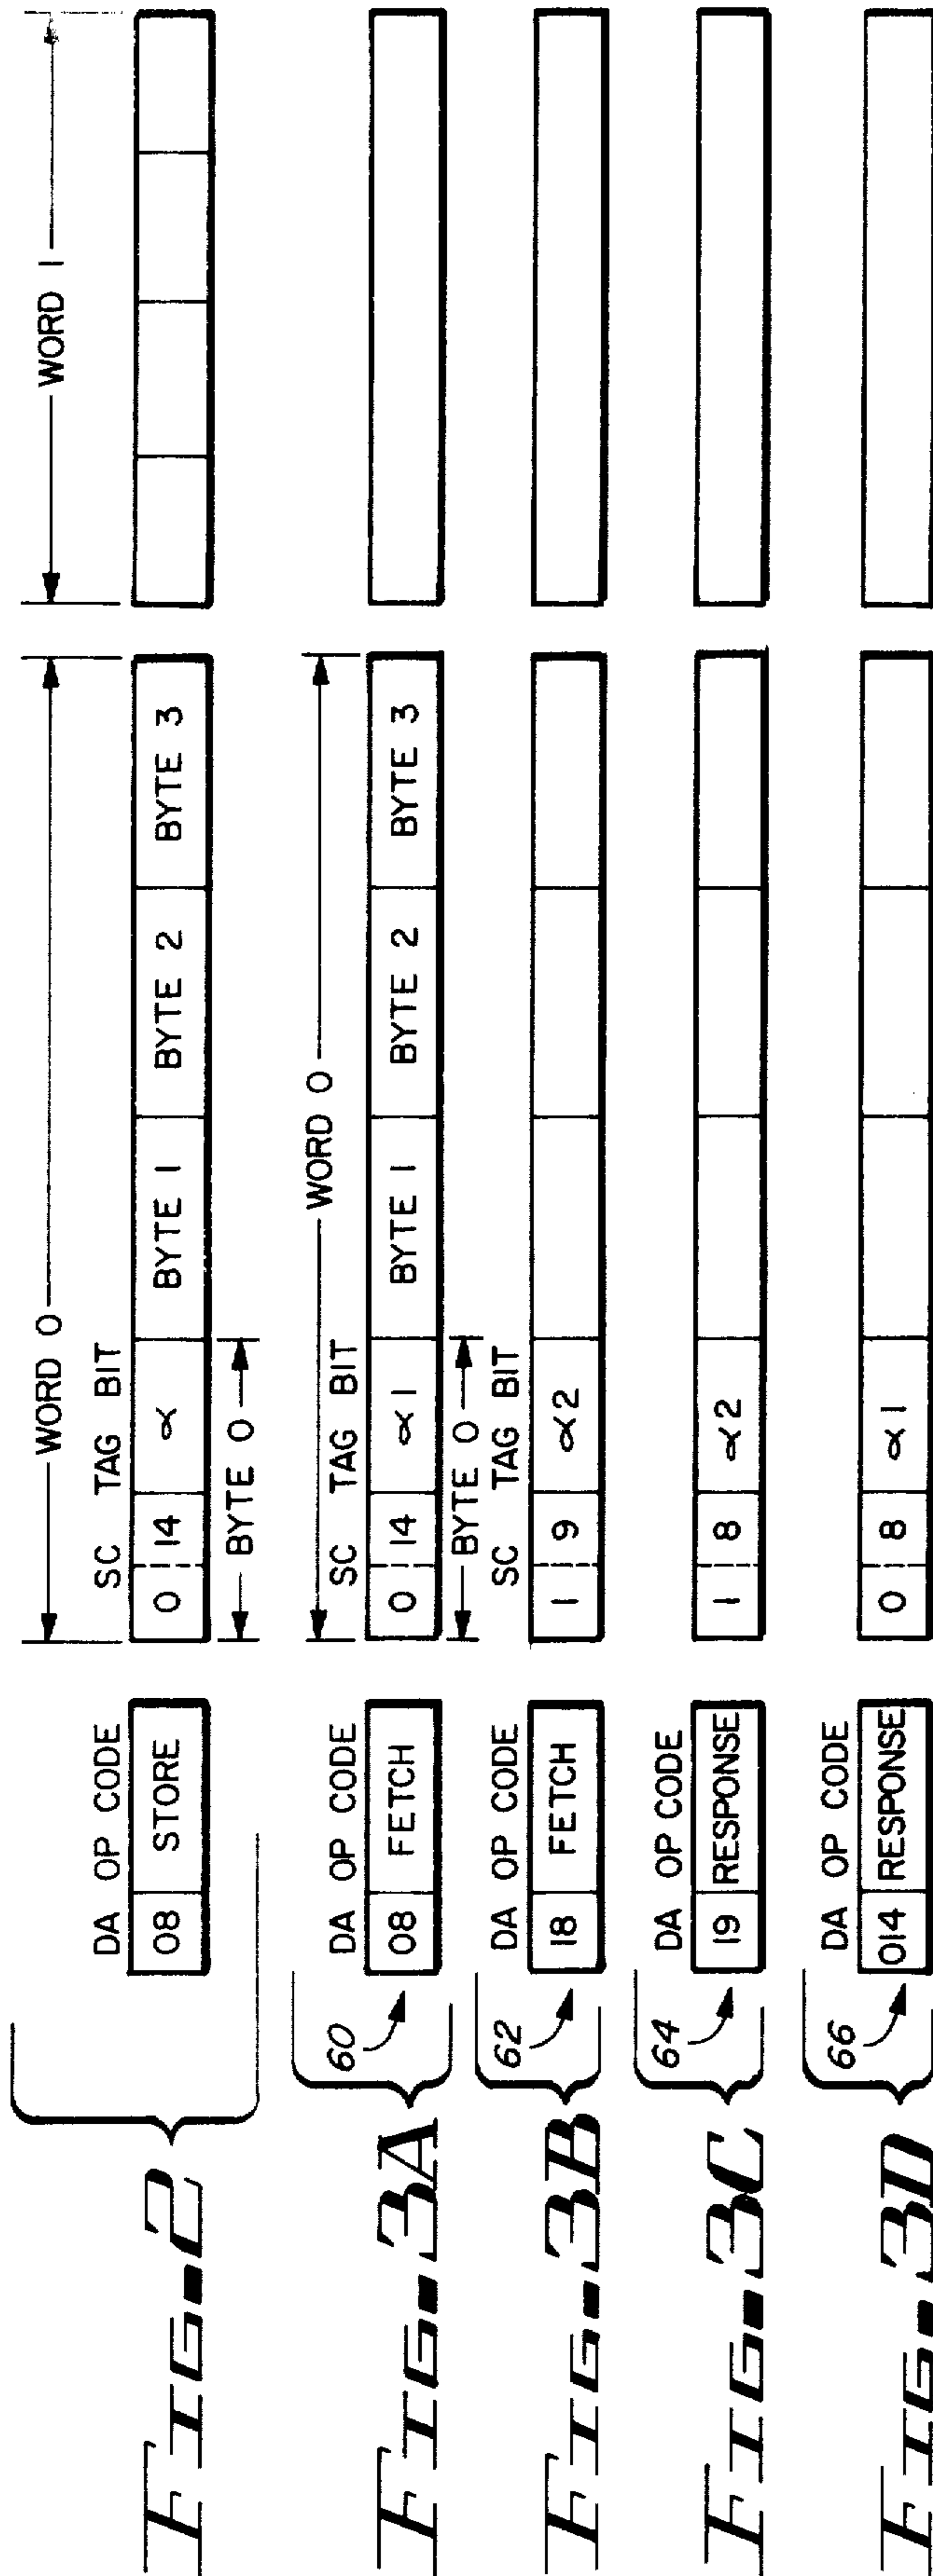 WORD 0
WORD 1
DA OP CODE
SC TAG BIT
08 STORE
0 14 ∝ BYTE 1 BYTE 2 BYTE 3
BYTE 0
FIG. 2
WORD 0
60
DA OP CODE
SC TAG BIT
08 FETCH
0 14 ∝1 BYTE 1 BYTE 2 BYTE 3
BYTE 0
FIG. 3A
62
DA OP CODE
SC TAG BIT
18 FETCH
1 9 ∝2
FIG. 3B
64
DA OP CODE
19 RESPONSE
1 8 ∝2
FIG. 3C
66
DA OP CODE
014 RESPONSE
0 8 ∝1
FIG. 3D